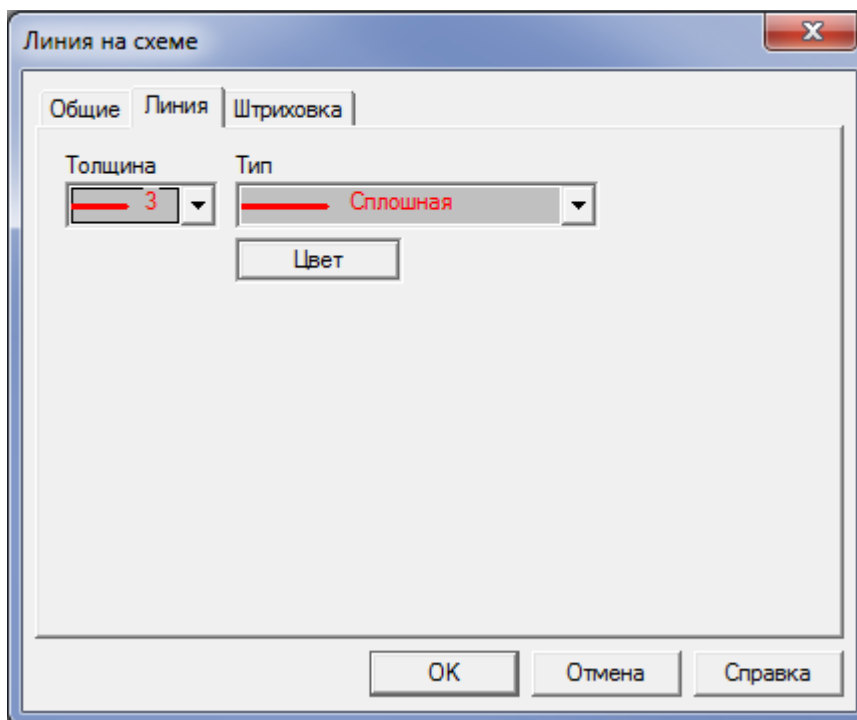 Линия на схеме
Общие Линия Штриховка
Толщина Тип
3 Сплошная
Цвет
OK Отмена Справка